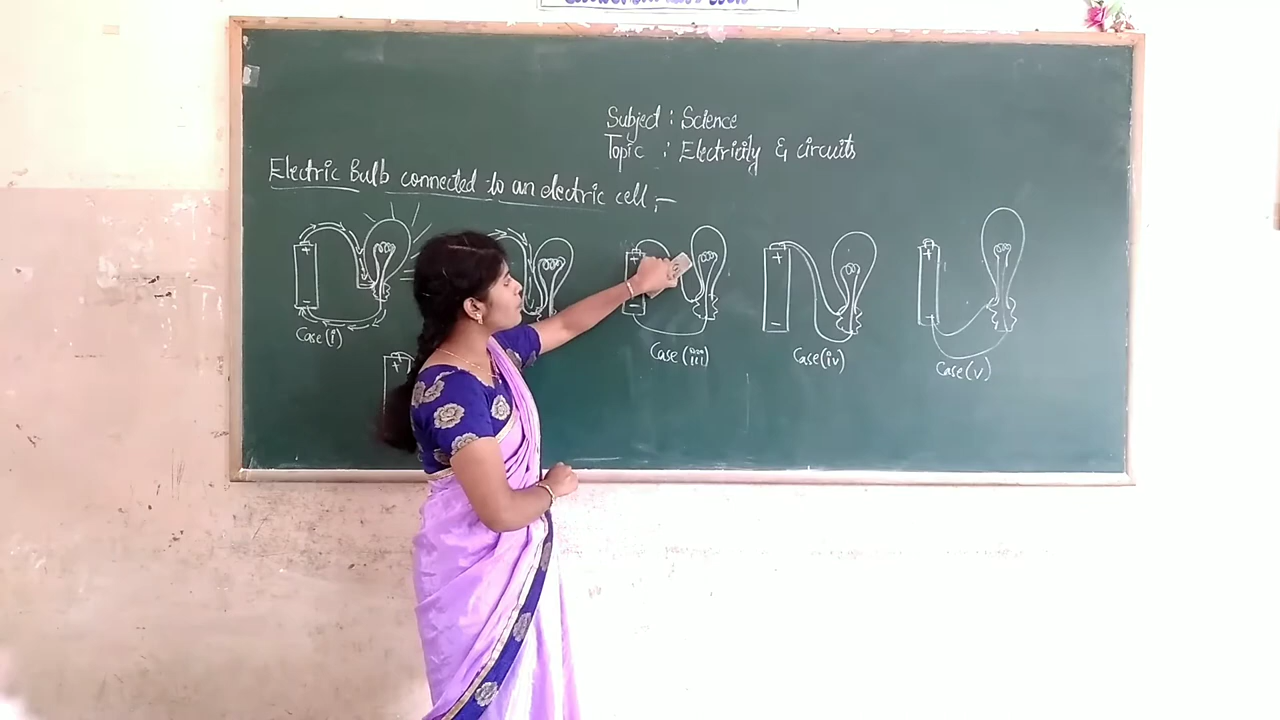 Subject : Science
Topic : Electricity & circuits
Electric Bulb connected to an electric cell :-
+ + + +
- - -
Case (i)
Case (iii)
Case (iv)
Case (v)
+